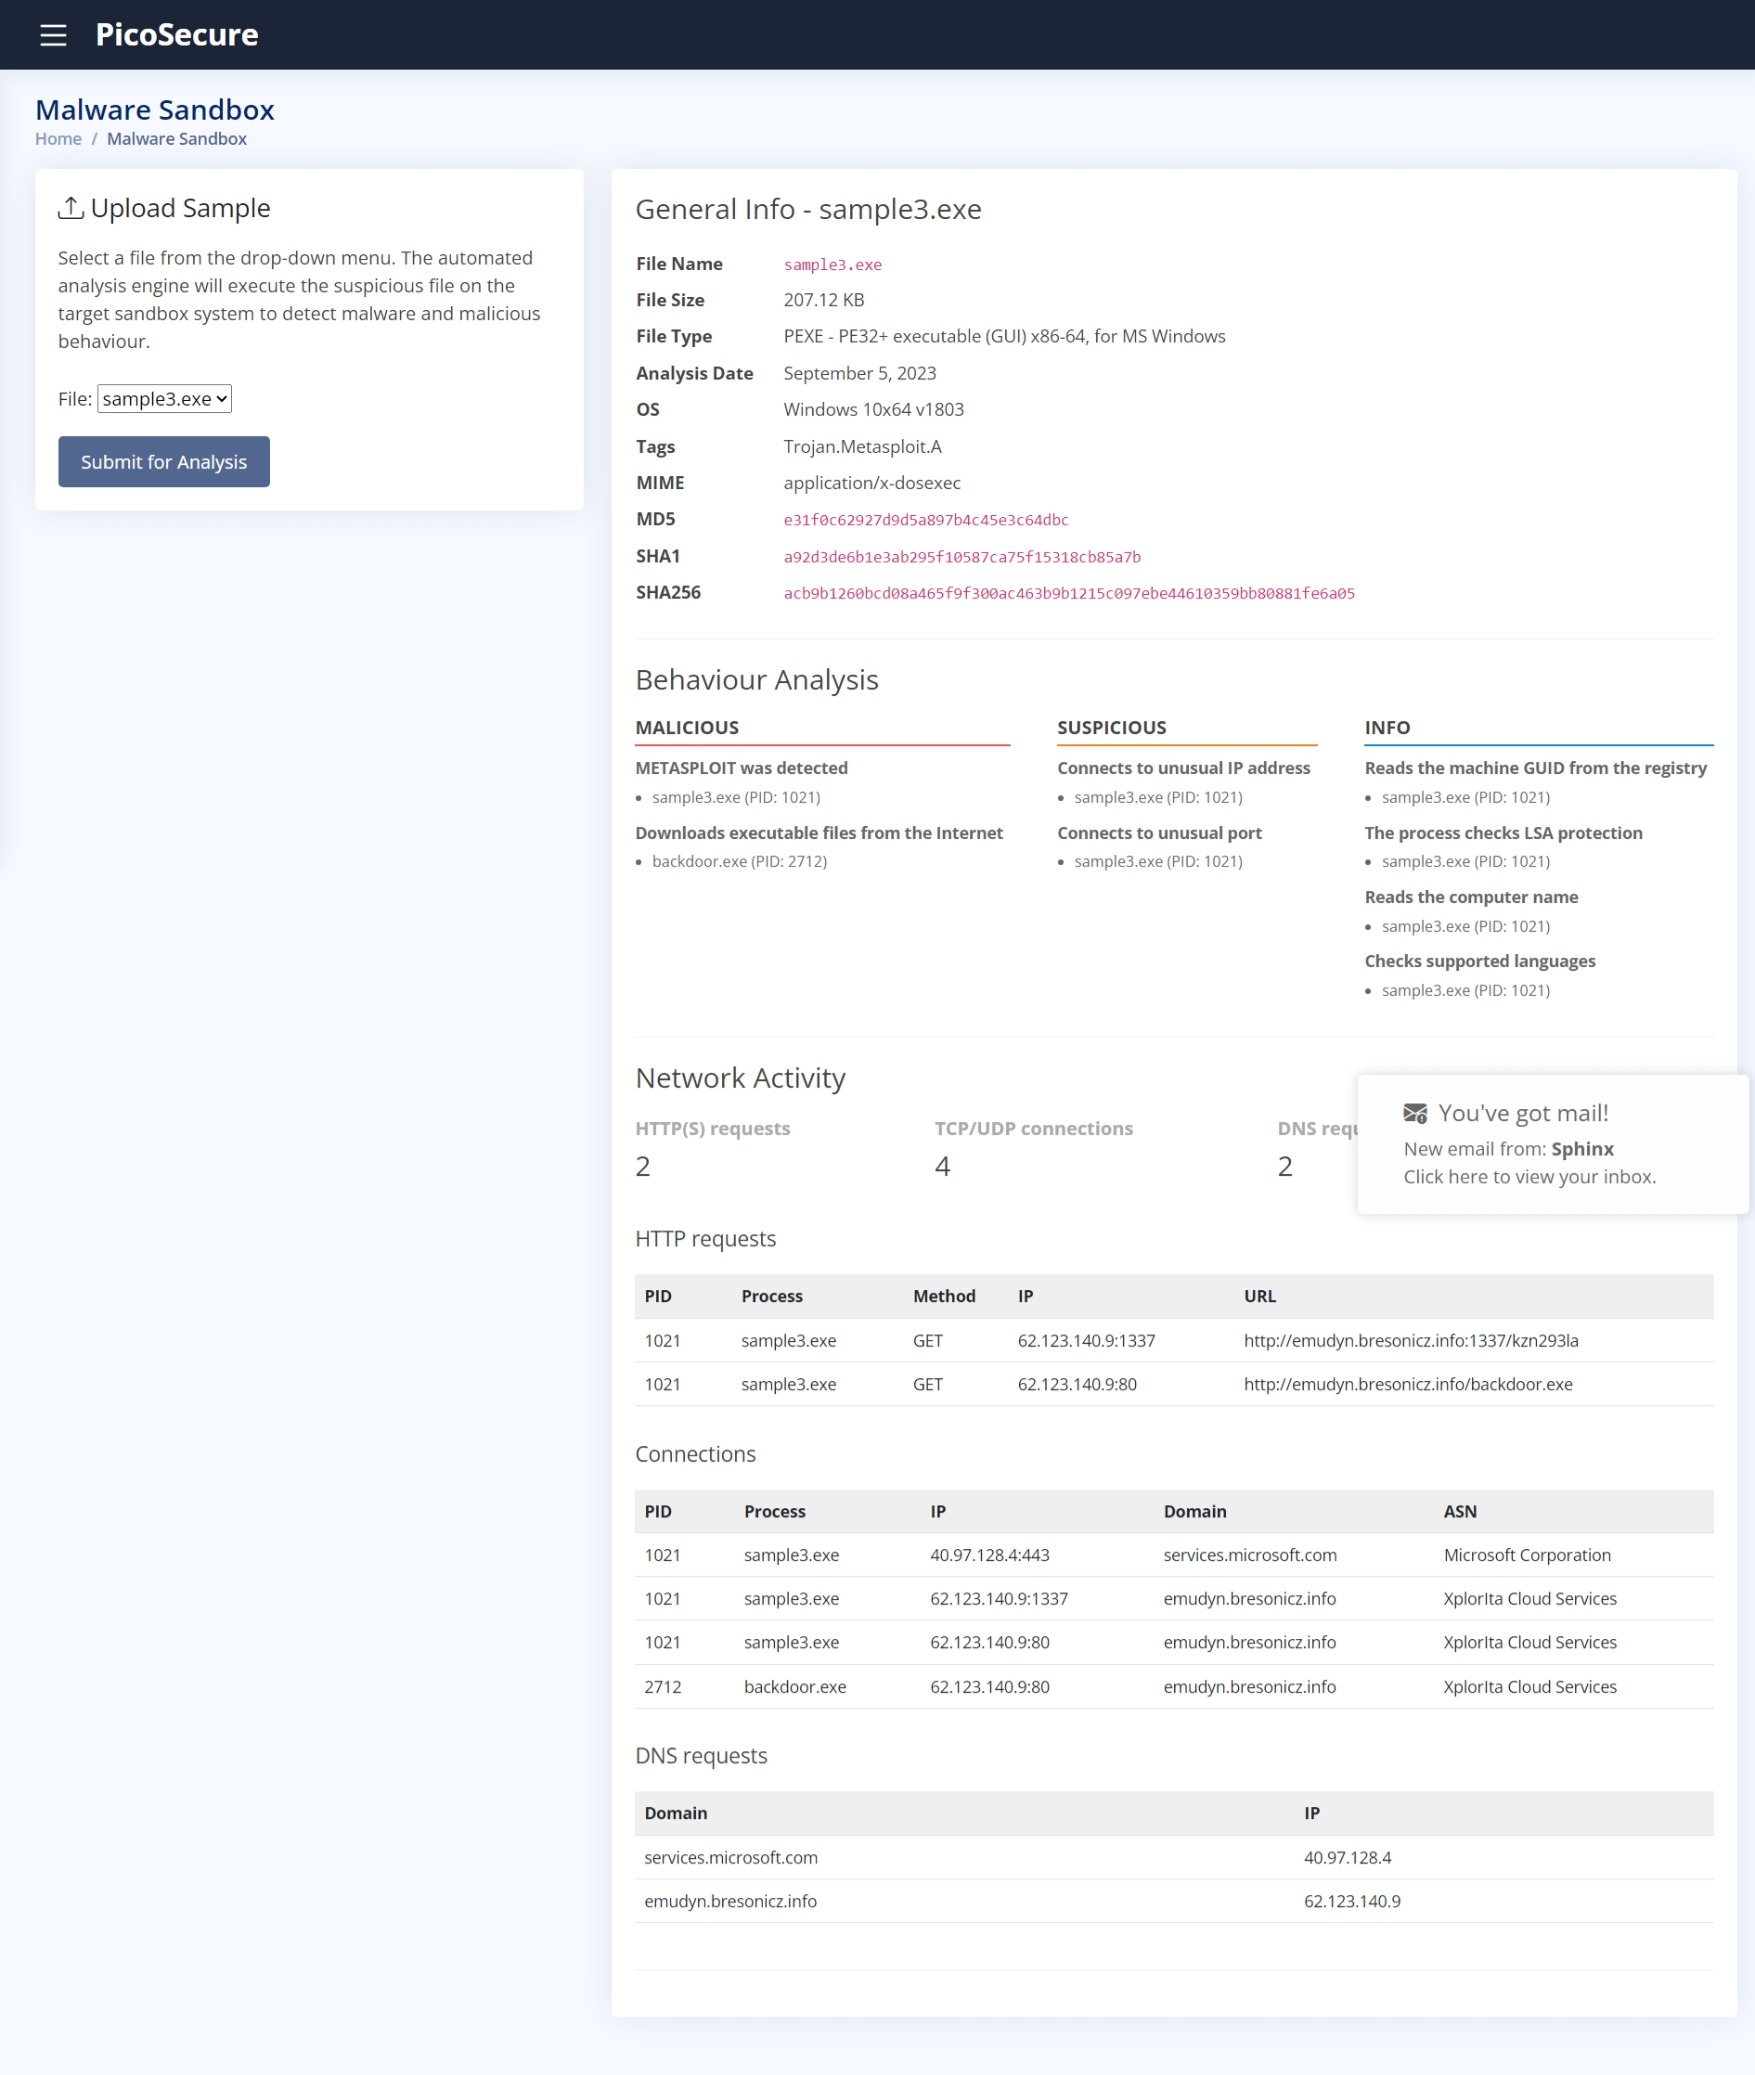 PicoSecure
Malware Sandbox
Home / Malware Sandbox
Upload Sample
Select a file from the drop-down menu. The automated
analysis engine will execute the suspicious file on the
target sandbox system to detect malware and malicious
behaviour.
File: sample3.exe
Submit for Analysis
General Info - sample3.exe
File Name sample3.exe
File Size 207.12 KB
File Type PEXE - PE32+ executable (GUI) x86-64, for MS Windows
Analysis Date September 5, 2023
OS Windows 10x64 v1803
Tags Trojan.Metasploit.A
MIME application/x-dosexec
MD5 e31f0c62927d9d5a897b4c45e3c64dbc
SHA1 a92d3de6b1e3ab295f10587ca75f15318cb85a7b
SHA256 acb9b1260bcd08a465f9f300ac463b9b1215c097ebe44610359bb80881fe6a05
Behaviour Analysis
MALICIOUS
METASPLOIT was detected
• sample3.exe (PID: 1021)
Downloads executable files from the Internet
• backdoor.exe (PID: 2712)
SUSPICIOUS
Connects to unusual IP address
• sample3.exe (PID: 1021)
Connects to unusual port
• sample3.exe (PID: 1021)
INFO
Reads the machine GUID from the registry
• sample3.exe (PID: 1021)
The process checks LSA protection
• sample3.exe (PID: 1021)
Reads the computer name
• sample3.exe (PID: 1021)
Checks supported languages
• sample3.exe (PID: 1021)
Network Activity
HTTP(S) requests TCP/UDP connections DNS
2 4 2
You've got mail!
New email from: Sphinx
Click here to view your inbox.
HTTP requests
PID Process Method IP URL
1021 sample3.exe GET 62.123.140.9:1337 http://emudyn.bresonicz.info:1337/kzn293la
1021 sample3.exe GET 62.123.140.9:80 http://emudyn.bresonicz.info/backdoor.exe
Connections
PID Process IP Domain ASN
1021 sample3.exe 40.97.128.4:443 services.microsoft.com Microsoft Corporation
1021 sample3.exe 62.123.140.9:1337 emudyn.bresonicz.info XplorIta Cloud Services
1021 sample3.exe 62.123.140.9:80 emudyn.bresonicz.info XplorIta Cloud Services
2712 backdoor.exe 62.123.140.9:80 emudyn.bresonicz.info XplorIta Cloud Services
DNS requests
Domain IP
services.microsoft.com 40.97.128.4
emudyn.bresonicz.info 62.123.140.9